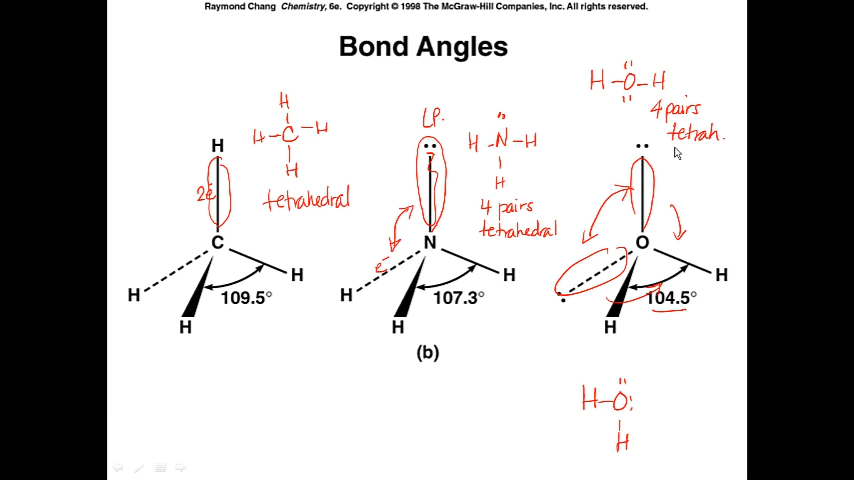 Raymond Chang Chemistry, 6e. Copyright © 1998 The McGraw-Hill Companies, Inc. All rights reserved.
Bond Angles
H
H-C-H
H
tetrahedral
H
2e
C
H
H
H
109.5°
L.P.
H-N-H
H
4 pairs
tetrahedral
N
e-
H
H
H
107.3°
H-O-H
4 pairs
tetrah.
O
H
H
104.5°
(b)
H-O:
H